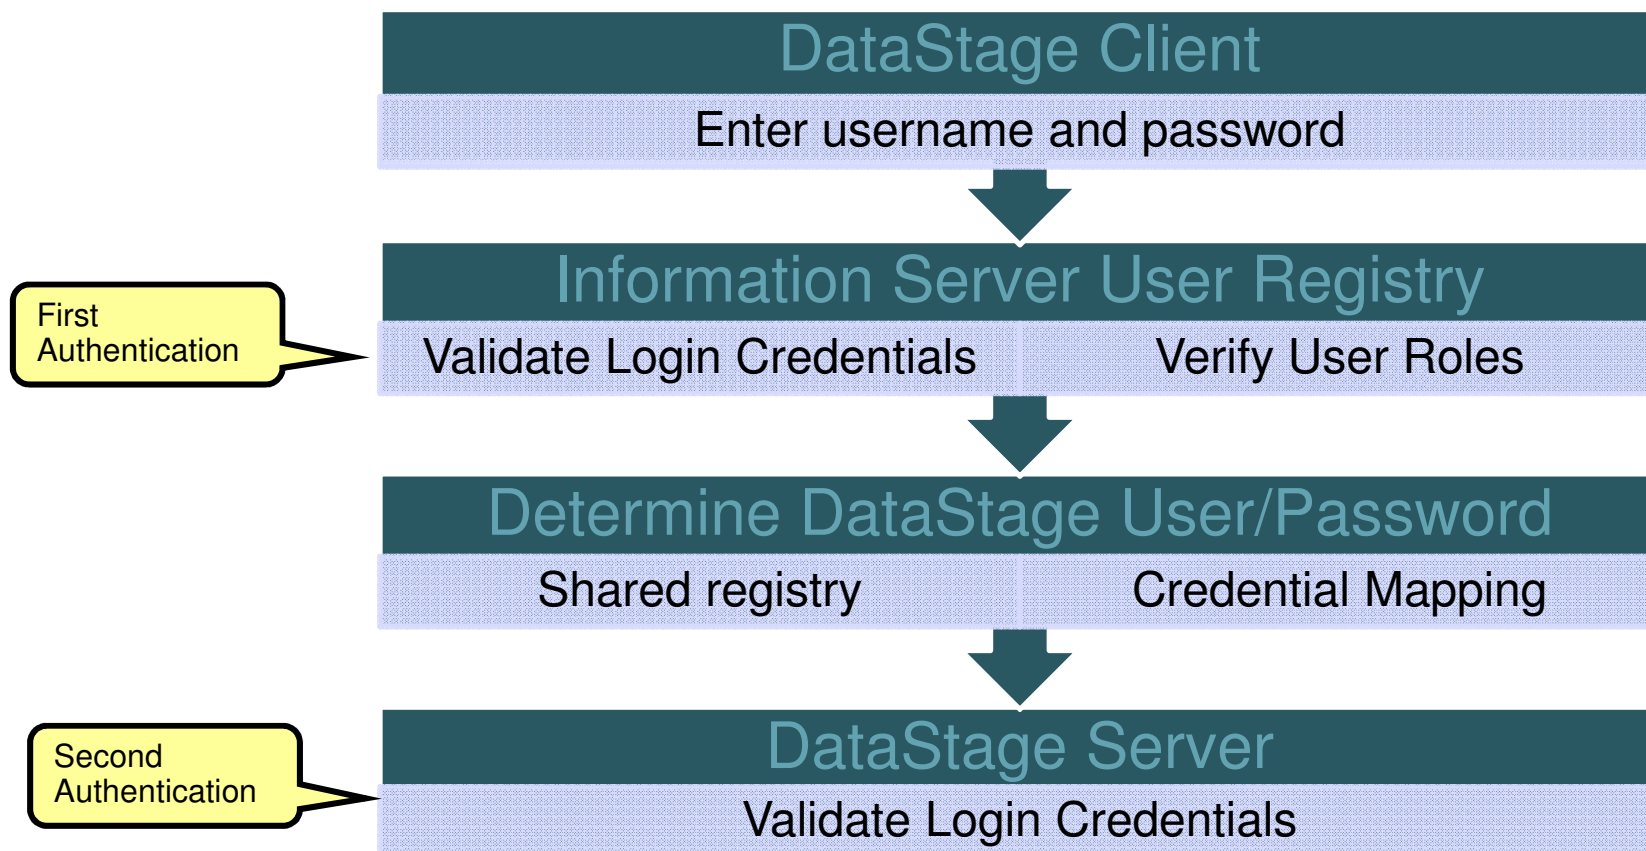 DataStage Client
Enter username and password
Information Server User Registry
First
Authentication
Validate Login Credentials
Verify User Roles
Determine DataStage User/Password
Shared registry
Credential Mapping
DataStage Server
Second
Authentication
Validate Login Credentials